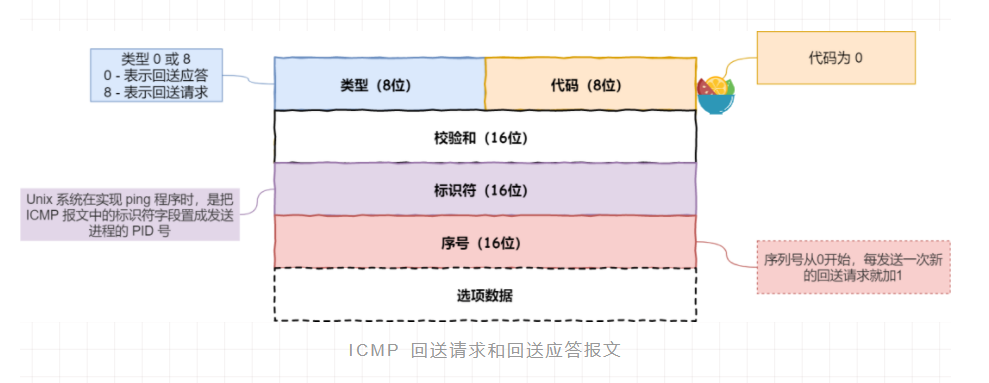 类型 0 或 8
0 - 表示回送应答
8 - 表示回送请求
类型（8位）
代码（8位）
代码为 0
校验和（16位）
Unix 系统在实现 ping 程序时，是把
ICMP 报文中的标识符字段置成发送
进程的 PID 号
标识符（16位）
序号（16位）
序列号从0开始，每发送一次新
的回送请求就加1
选项数据
ICMP 回送请求和回送应答报文